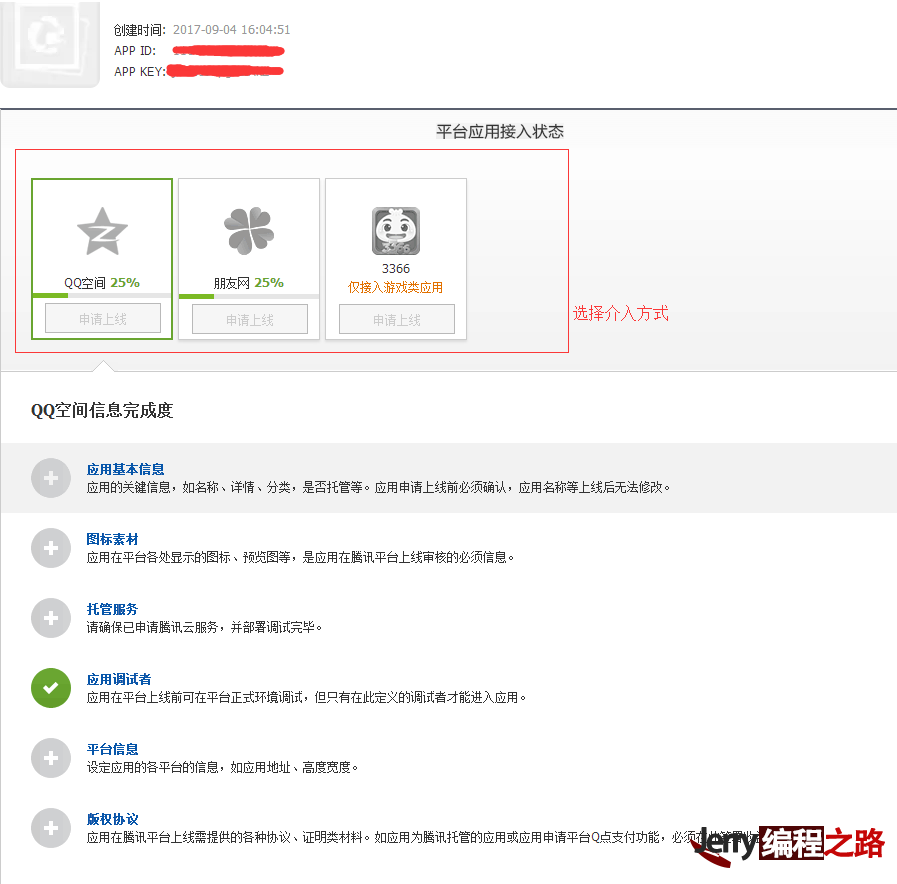 创建时间: 2017-09-04 16:04:51
APP ID:
APP KEY:
平台应用接入状态
QQ空间 25%
申请上线
朋友网 25%
申请上线
3366
3366
仅接入游戏类应用
申请上线
选择介入方式
QQ空间信息完成度
应用基本信息
应用的关键信息，如名称、详情、分类，是否托管等。应用申请上线前必须确认，应用名称等上线后无法修改。
图标素材
应用在平台各处显示的图标、预览图等，是应用在腾讯平台上线审核的必须信息。
托管服务
请确保已申请腾讯云服务，并部署调试完毕。
应用调试者
应用在平台上线前可在平台正式环境调试，但只有在此定义的调试者才能进入应用。
平台信息
设定应用的各平台的信息，如应用地址、高度宽度。
版权协议
应用在腾讯平台上线需提供的各种协议、证明类材料。如应用为腾讯托管的应用或应用申请平台Q点支付功能，必须在
Jerry编程之路